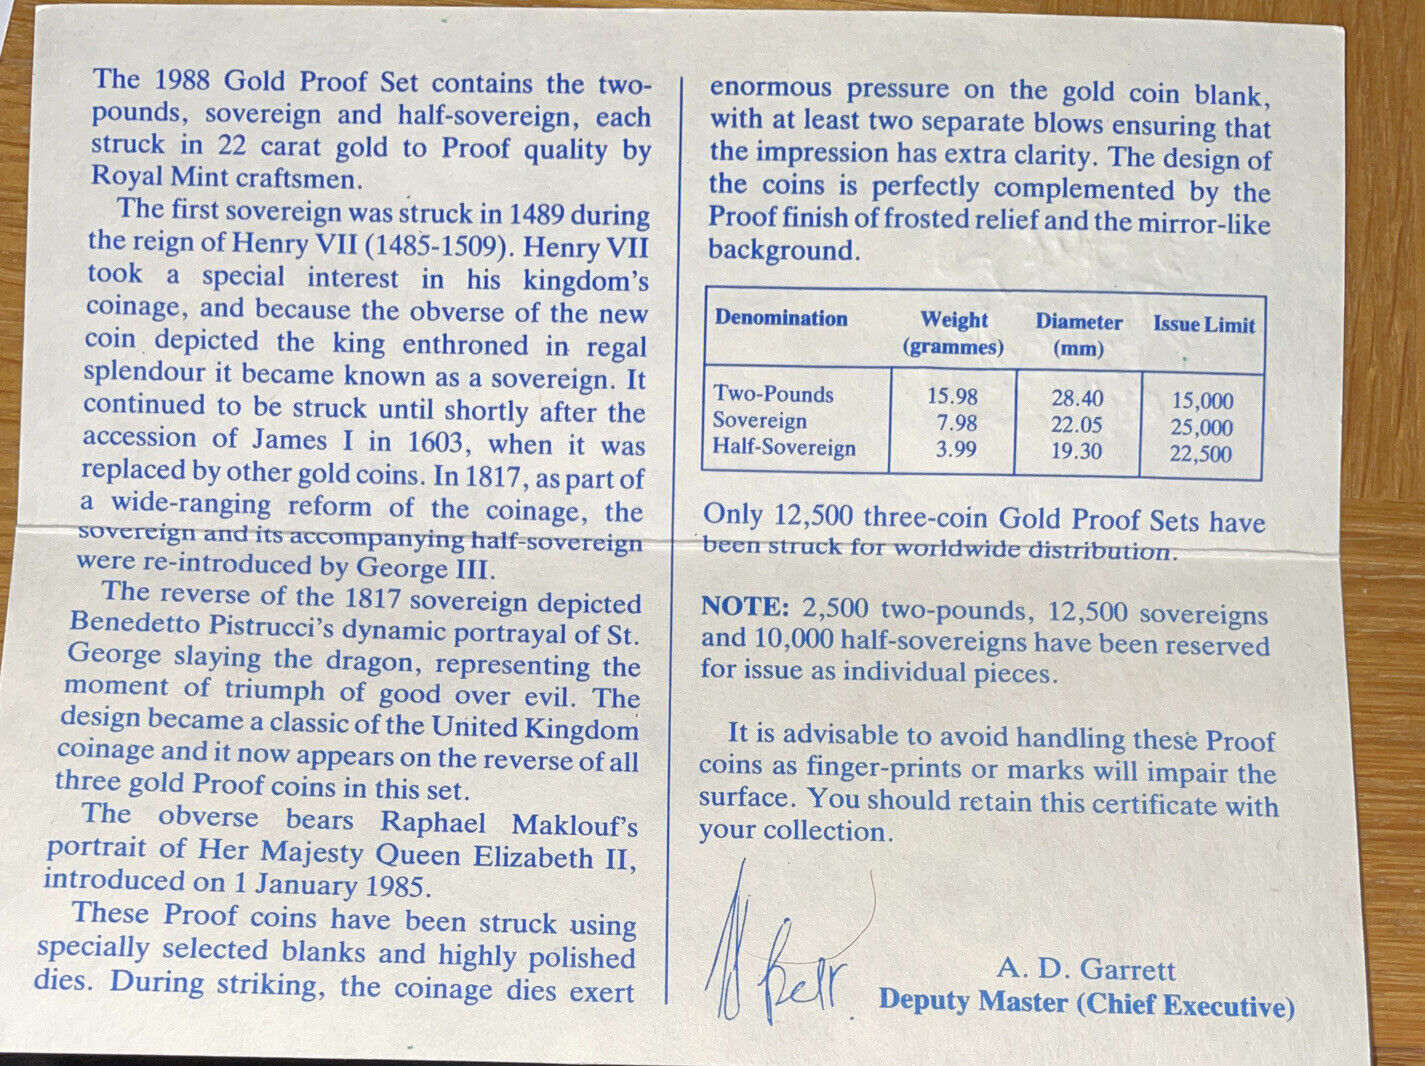 The 1988 Gold Proof Set contains the two-
pounds, sovereign and half-sovereign, each
struck in 22 carat gold to Proof quality by
Royal Mint craftsmen.
The first sovereign was struck in 1489 during
the reign of Henry VII (1485-1509). Henry VII
took a special interest in his kingdom's
coinage, and because the obverse of the new
coin depicted the king enthroned in regal
splendour it became known as a sovereign. It
continued to be struck until shortly after the
accession of James I in 1603, when it was
replaced by other gold coins. In 1817, as part of
a wide-ranging reform of the coinage, the
sovereign and its accompanying half-sovereign
were re-introduced by George III.
The reverse of the 1817 sovereign depicted
Benedetto Pistrucci's dynamic portrayal of St.
George slaying the dragon, representing the
moment of triumph of good over evil. The
design became a classic of the United Kingdom
coinage and it now appears on the reverse of all
three gold Proof coins in this set.
The obverse bears Raphael Maklouf's
portrait of Her Majesty Queen Elizabeth II,
introduced on 1 January 1985.
These Proof coins have been struck using
specially selected blanks and highly polished
dies. During striking, the coinage dies exert
enormous pressure on the gold coin blank,
with at least two separate blows ensuring that
the impression has extra clarity. The design of
the coins is perfectly complemented by the
Proof finish of frosted relief and the mirror-like
background.
Denomination Weight (grammes) Diameter (mm) Issue Limit
Two-Pounds 15.98 28.40 15,000
Sovereign 7.98 22.05 25,000
Half-Sovereign 3.99 19.30 22,500
Only 12,500 three-coin Gold Proof Sets have
been struck for worldwide distribution.
NOTE: 2,500 two-pounds, 12,500 sovereigns
and 10,000 half-sovereigns have been reserved
for issue as individual pieces.
It is advisable to avoid handling these Proof
coins as finger-prints or marks will impair the
surface. You should retain this certificate with
your collection.
A. D. Garrett
Deputy Master (Chief Executive)